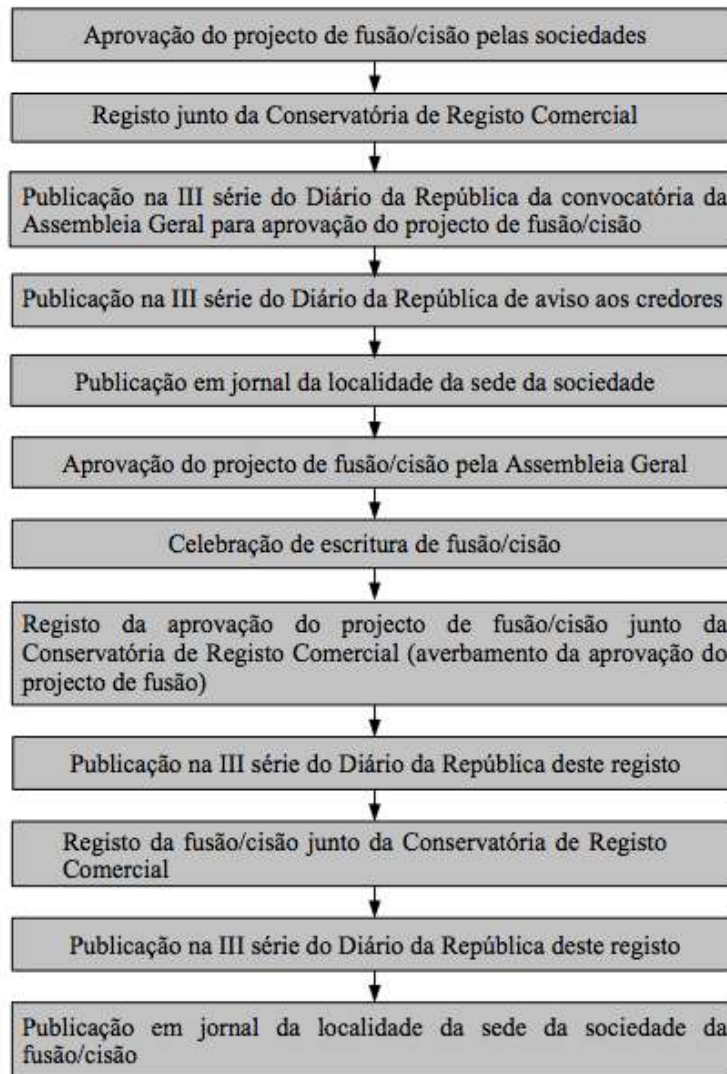 Aprovação do projecto de fusão/cisão pelas sociedades
Registo junto da Conservatória de Registo Comercial
Publicação na III série do Diário da República da convocatória da
Assembleia Geral para aprovação do projecto de fusão/cisão
Publicação na III série do Diário da República de aviso aos credores
Publicação em jornal da localidade da sede da sociedade
Aprovação do projecto de fusão/cisão pela Assembleia Geral
Celebração de escritura de fusão/cisão
Registo da aprovação do projecto de fusão/cisão junto da
Conservatória de Registo Comercial (averbamento da aprovação do
projecto de fusão)
Publicação na III série do Diário da República deste registo
Registo da fusão/cisão junto da Conservatória de Registo
Comercial
Publicação na III série do Diário da República deste registo
Publicação em jornal da localidade da sede da sociedade da
fusão/cisão